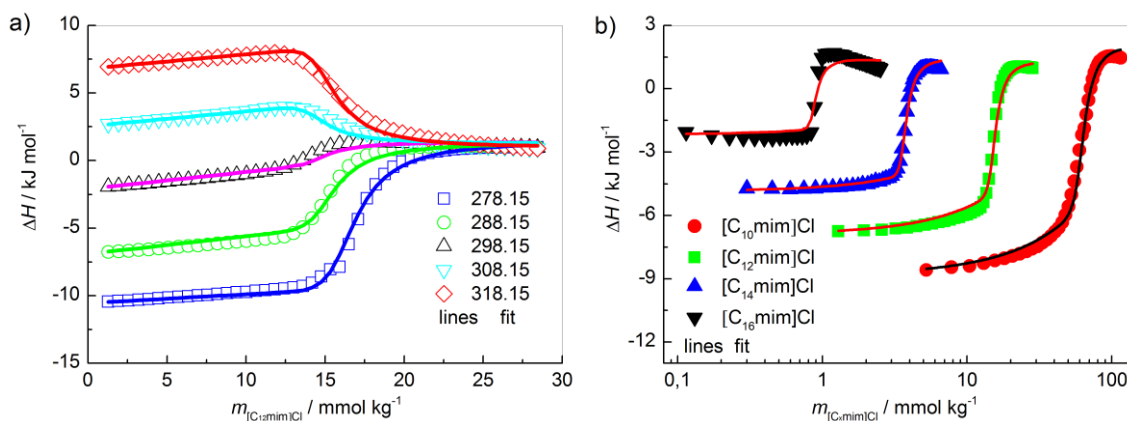 a)
ΔH / kJ mol⁻¹
10
5
0
-5
-10
-15
278.15
288.15
298.15
308.15
318.15
lines fit
0 5 10 15 20 25 30
m[C₁₂mim]Cl / mmol kg⁻¹
b)
ΔH / kJ mol⁻¹
3
0
-3
-6
-9
-12
[C₁₀mim]Cl
[C₁₂mim]Cl
[C₁₄mim]Cl
[C₁₆mim]Cl
lines fit
0,1 1 10 100
m[Cₓmim]Cl / mmol kg⁻¹